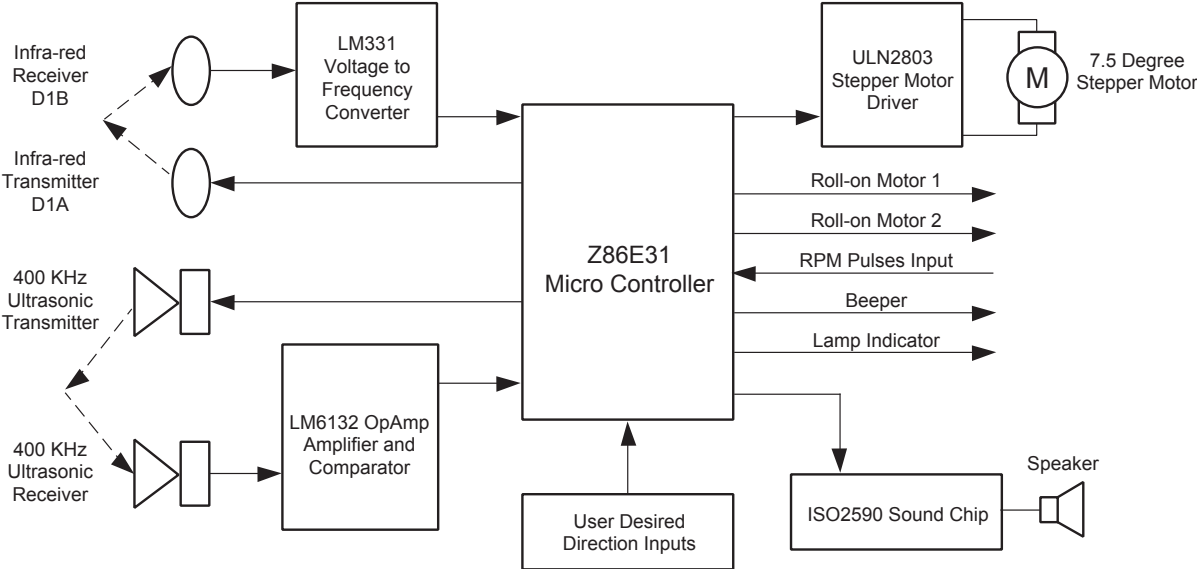 Infra-red
Receiver
D1B
LM331
Voltage to
Frequency
Converter
ULN2803
Stepper Motor
Driver
M
7.5 Degree
Stepper Motor
Infra-red
Transmitter
D1A
Z86E31
Micro Controller
Roll-on Motor 1
Roll-on Motor 2
RPM Pulses Input
Beeper
Lamp Indicator
400 KHz
Ultrasonic
Transmitter
400 KHz
Ultrasonic
Receiver
LM6132 OpAmp
Amplifier and
Comparator
User Desired
Direction Inputs
ISO2590 Sound Chip
Speaker